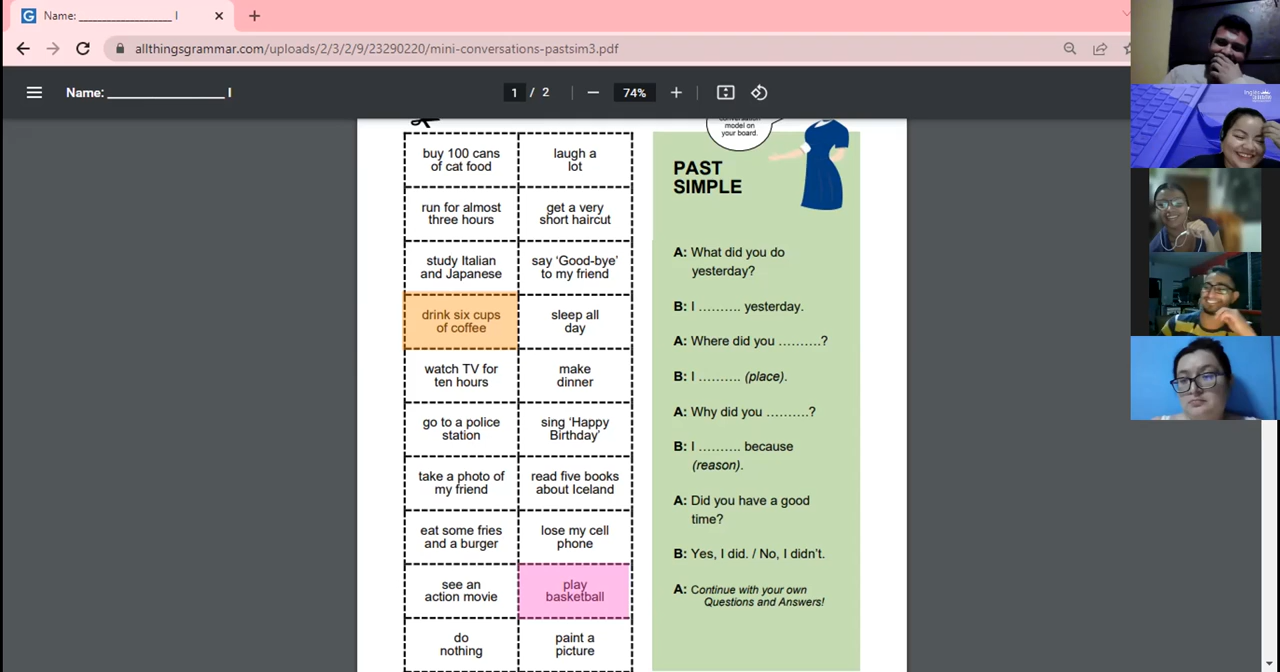 Name: ____________________ l
allthingsgrammar.com/uploads/2/3/2/9/23290220/mini-conversations-pastsim3.pdf
Name: __________________ l
1 / 2
74%
model on
your board.
buy 100 cans
of cat food
laugh a
lot
run for almost
three hours
get a very
short haircut
study Italian
and Japanese
say ‘Good-bye’
to my friend
drink six cups
of coffee
sleep all
day
watch TV for
ten hours
make
dinner
go to a police
station
sing ‘Happy
Birthday’
take a photo of
my friend
read five books
about Iceland
eat some fries
and a burger
lose my cell
phone
see an
action movie
play
basketball
do
nothing
paint a
picture
PAST
SIMPLE
A: What did you do
yesterday?
B: I .......... yesterday.
A: Where did you ..........?
B: I .......... (place).
A: Why did you ..........?
B: I .......... because
(reason).
A: Did you have a good
time?
B: Yes, I did. / No, I didn’t.
A: Continue with your own
Questions and Answers!